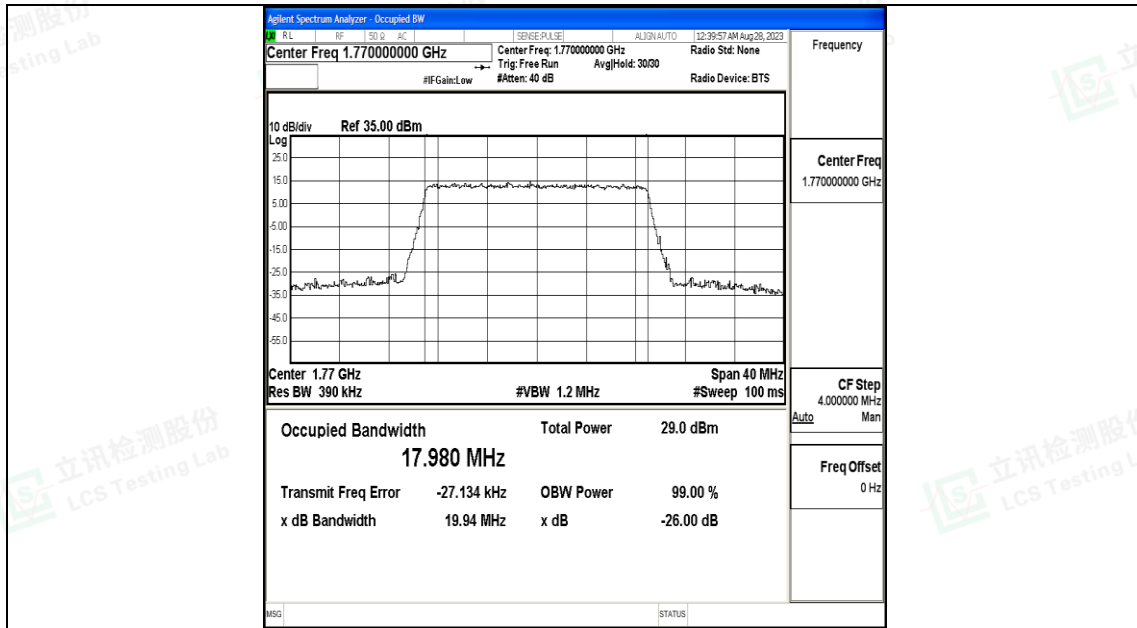 Agilent Spectrum Analyzer - Occupied BW
LXI RL RF 50 Ω AC SENSE:PULSE ALIGN AUTO 12:39:57 AM Aug 28, 2023
Center Freq 1.770000000 GHz
Center Freq: 1.770000000 GHz
Radio Std: None
Trig: Free Run Avg|Hold: 30/30
#IFGain:Low #Atten: 40 dB Radio Device: BTS
Frequency
10 dB/div Ref 35.00 dBm
Log
25.0
15.0
5.00
-5.00
-15.0
-25.0
-35.0
-45.0
-55.0
Center 1.77 GHz Span 40 MHz
Res BW 390 kHz #VBW 1.2 MHz #Sweep 100 ms
Center Freq
1.770000000 GHz
CF Step
4.000000 MHz
Auto Man
Freq Offset
0 Hz
Occupied Bandwidth Total Power 29.0 dBm
17.980 MHz
Transmit Freq Error -27.134 kHz OBW Power 99.00 %
x dB Bandwidth 19.94 MHz x dB -26.00 dB
MSG STATUS
立讯检测股份
LCS Testing Lab
立讯检测股份
LCS Testing L